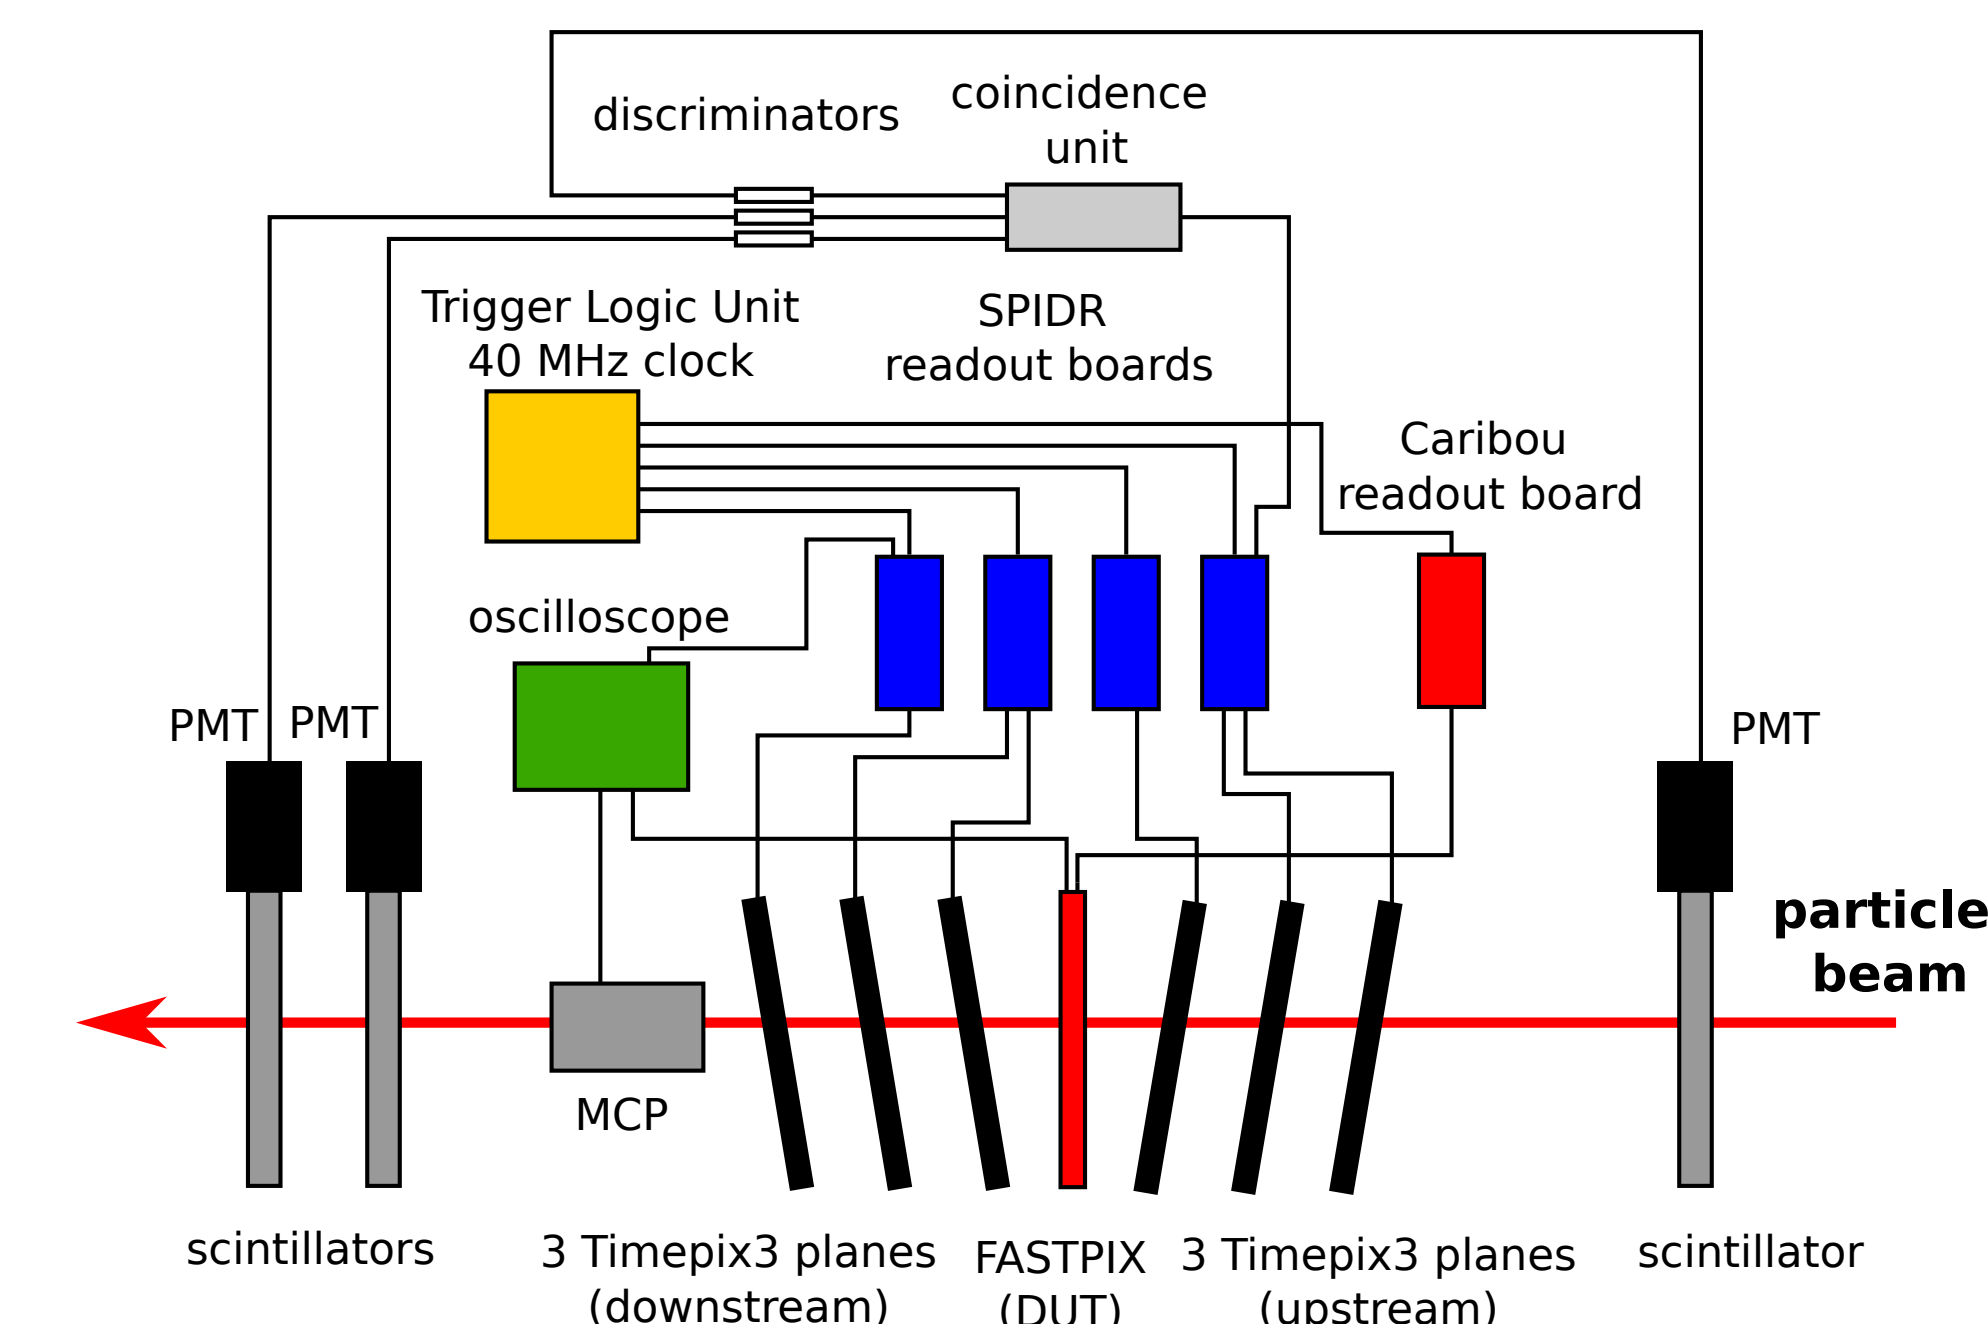 discriminators
coincidence
unit
Trigger Logic Unit
40 MHz clock
SPIDR
readout boards
Caribou
readout board
oscilloscope
PMT
PMT
PMT
particle
beam
MCP
scintillators
3 Timepix3 planes
(downstream)
FASTPIX
(DUT)
3 Timepix3 planes
(upstream)
scintillator